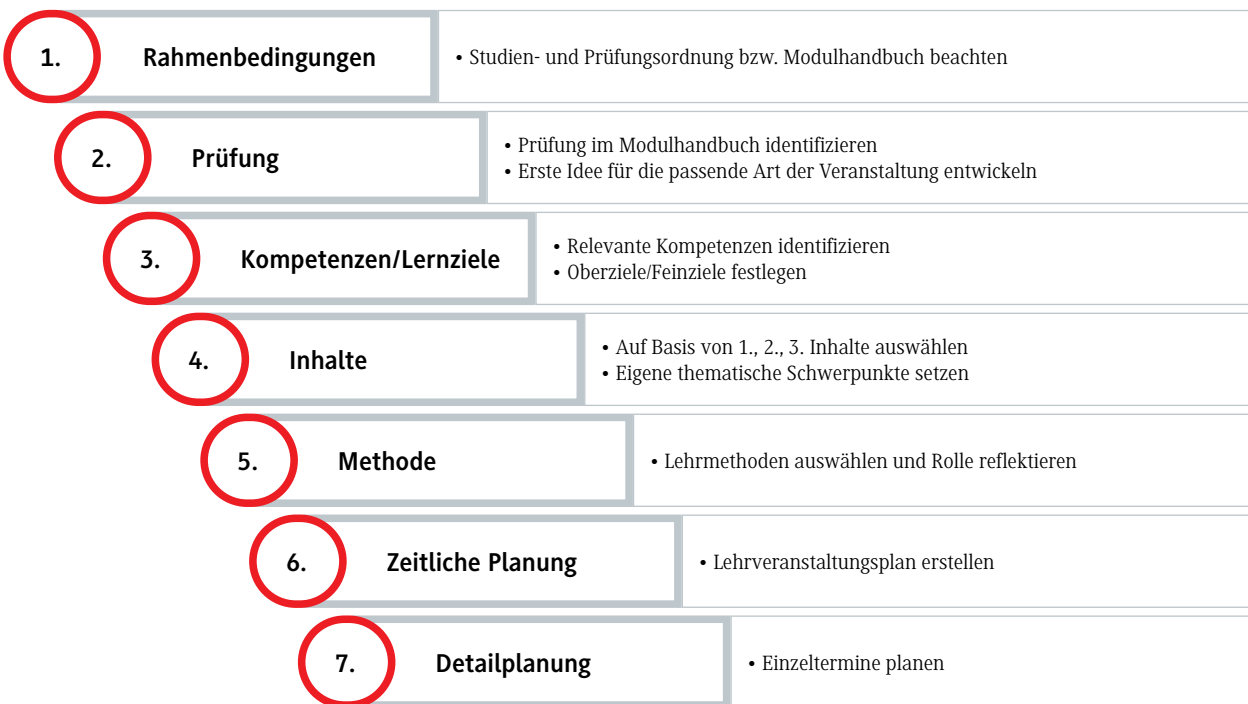 1. Rahmenbedingungen
• Studien- und Prüfungsordnung bzw. Modulhandbuch beachten
2. Prüfung
• Prüfung im Modulhandbuch identifizieren
• Erste Idee für die passende Art der Veranstaltung entwickeln
3. Kompetenzen/Lernziele
• Relevante Kompetenzen identifizieren
• Oberziele/Feinziele festlegen
4. Inhalte
• Auf Basis von 1., 2., 3. Inhalte auswählen
• Eigene thematische Schwerpunkte setzen
5. Methode
• Lehrmethoden auswählen und Rolle reflektieren
6. Zeitliche Planung
• Lehrveranstaltungsplan erstellen
7. Detailplanung
• Einzeltermine planen